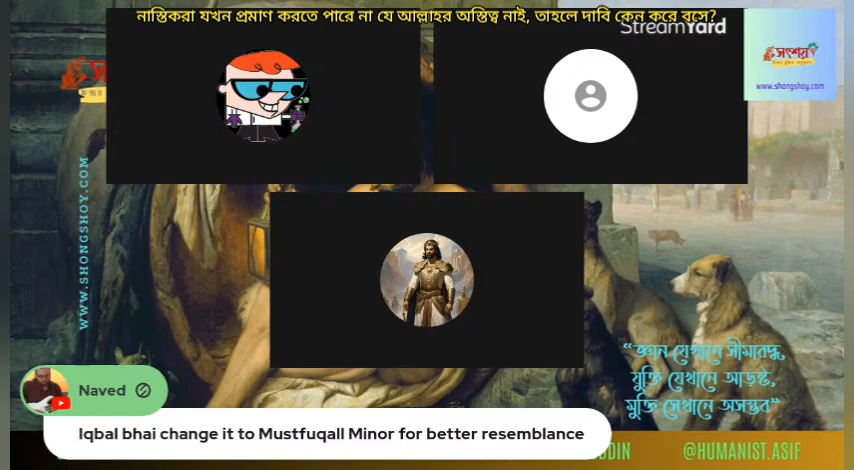 নাস্তিকরা যখন প্রমাণ করতে পারে না যে আল্লাহর অস্তিত্ব নাই, তাহলে দাবি কেন করে বসে?
StreamYard
সংশয়
www.shongshoy.com
WWW.SHONGSHOY.COM
“জ্ঞান যেখানে সীমাবদ্ধ,
যুক্তি যেখানে আড়ষ্ট,
মুক্তি সেখানে অসম্ভব”
Naved
Iqbal bhai change it to Mustfuqall Minor for better resemblance
@HUMANIST.ASIF